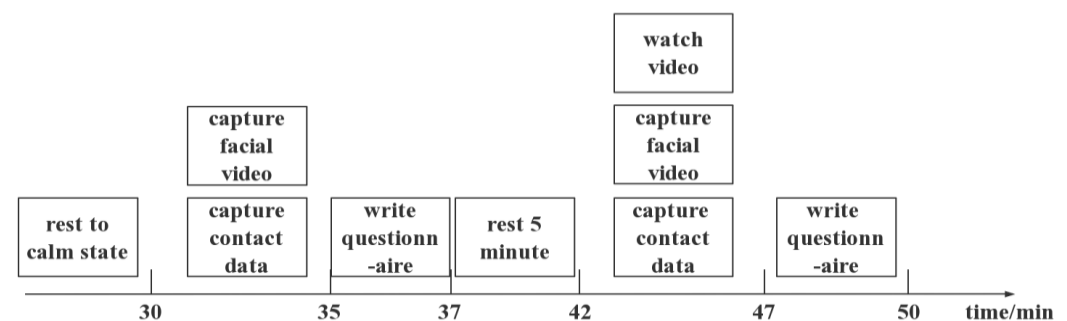 rest to
calm state
capture
facial
video
capture
contact
data
write
questionn
-aire
rest 5
minute
watch
video
capture
facial
video
capture
contact
data
write
questionn
-aire
30
35
37
42
47
50
time/min